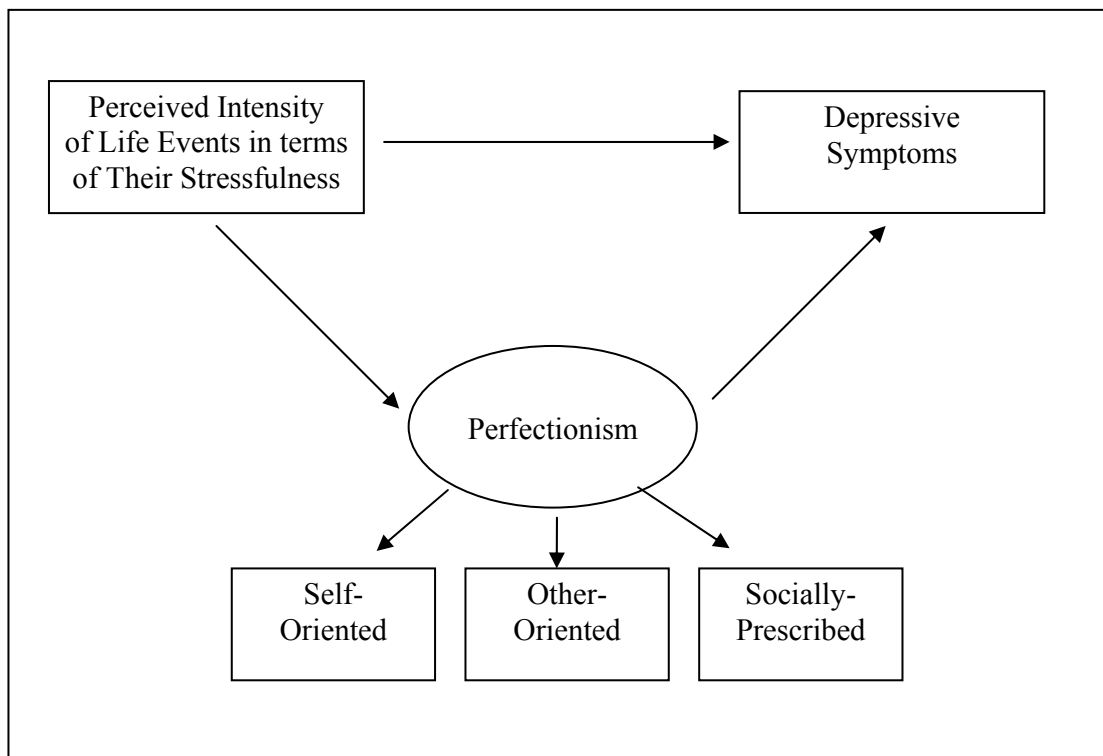 Perceived Intensity
of Life Events in terms
of Their Stressfulness
Depressive
Symptoms
Perfectionism
Self-
Oriented
Other-
Oriented
Socially-
Prescribed